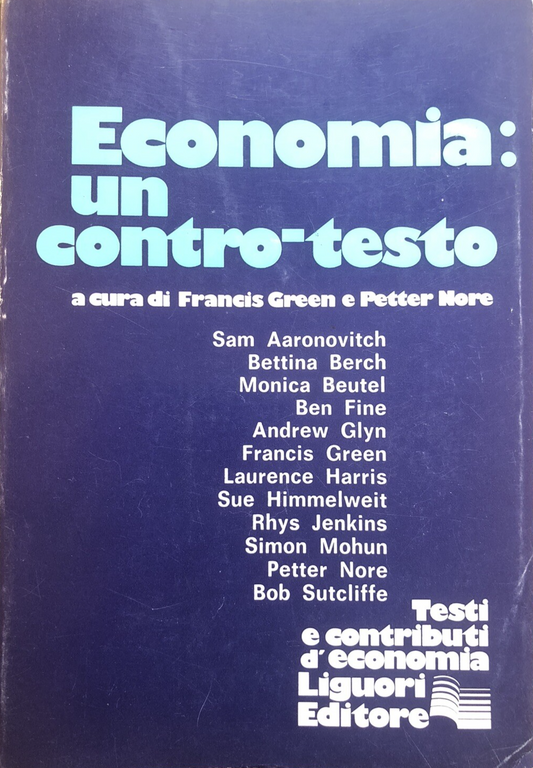 Economia:
un
contro-testo
a cura di Francis Green e Petter Nore
Sam Aaronovitch
Bettina Berch
Monica Beutel
Ben Fine
Andrew Glyn
Francis Green
Laurence Harris
Sue Himmelweit
Rhys Jenkins
Simon Mohun
Petter Nore
Bob Sutcliffe
Testi
e contributi
d'economia
Liguori
Editore